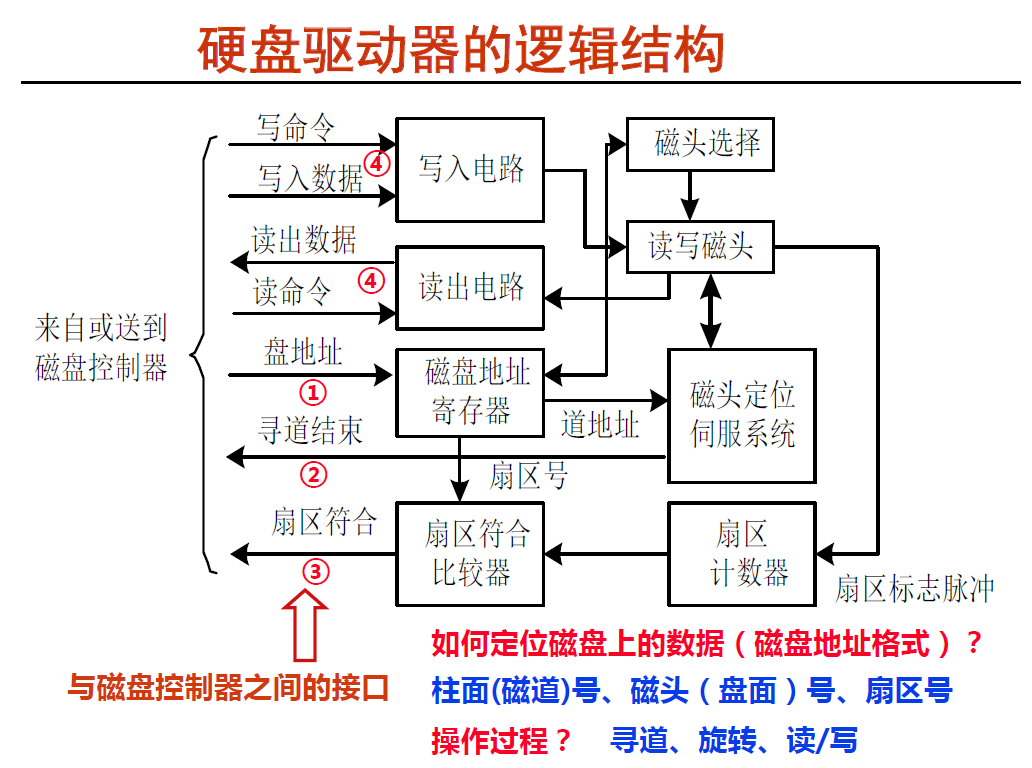 硬盘驱动器的逻辑结构
写命令
④
写入数据
写入电路
磁头选择
读出数据
④
读命令
读出电路
读写磁头
来自或送到
磁盘控制器
盘地址
①
磁盘地址
寄存器
道地址
磁头定位
伺服系统
寻道结束
②
扇区号
扇区符合
③
扇区符合
比较器
扇区
计数器
扇区标志脉冲
与磁盘控制器之间的接口
如何定位磁盘上的数据（磁盘地址格式）？
柱面(磁道)号、磁头（盘面）号、扇区号
操作过程？ 寻道、旋转、读/写